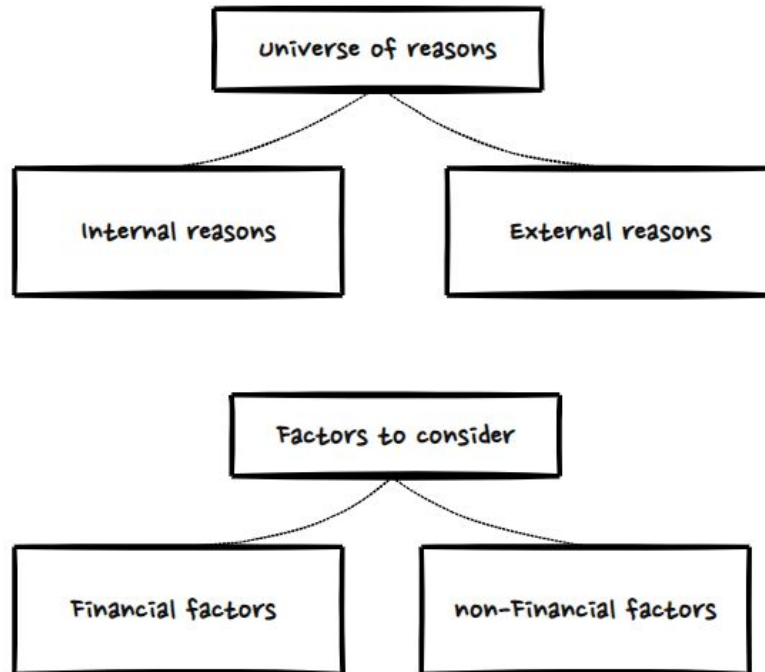 universe of reasons
Internal reasons
External reasons
Factors to consider
Financial factors
non-Financial factors